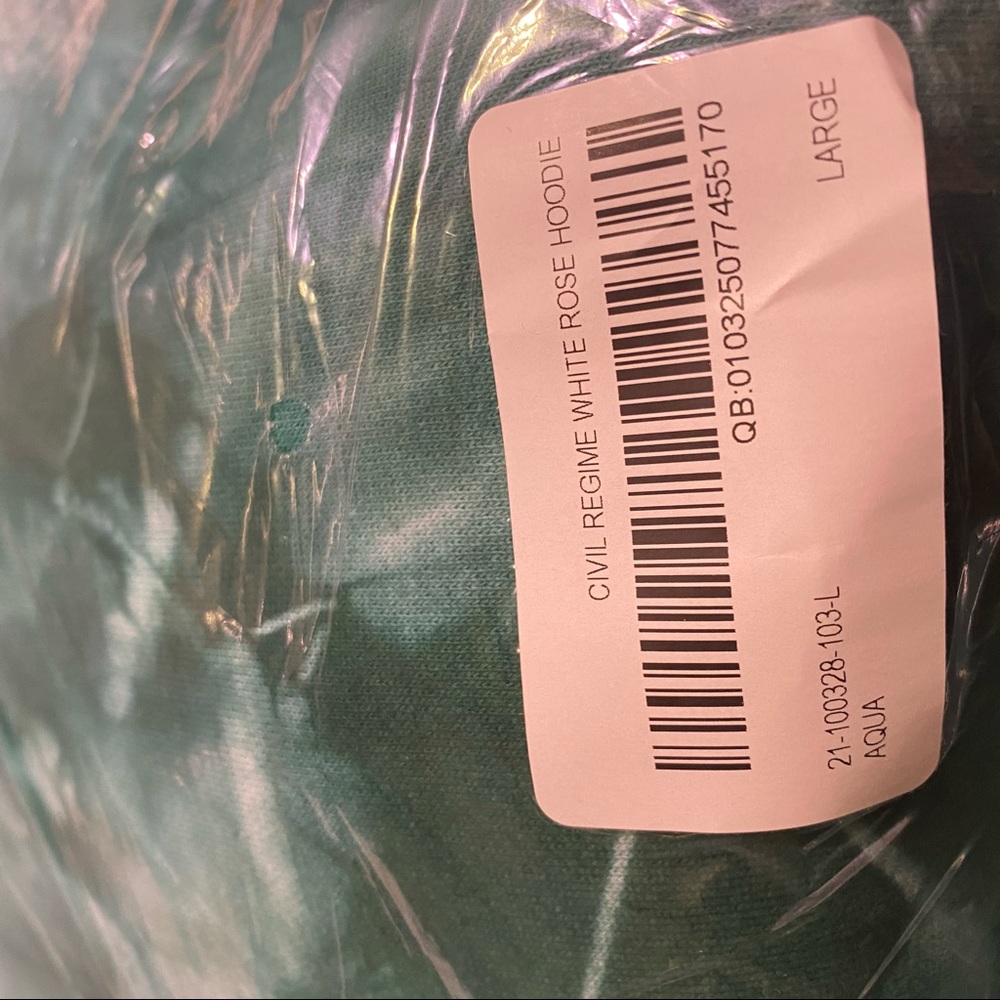 CIVIL REGIME WHITE ROSE HOODIE
QB:0103250774551​70
21-100328-103-L
LARGE
AQUA